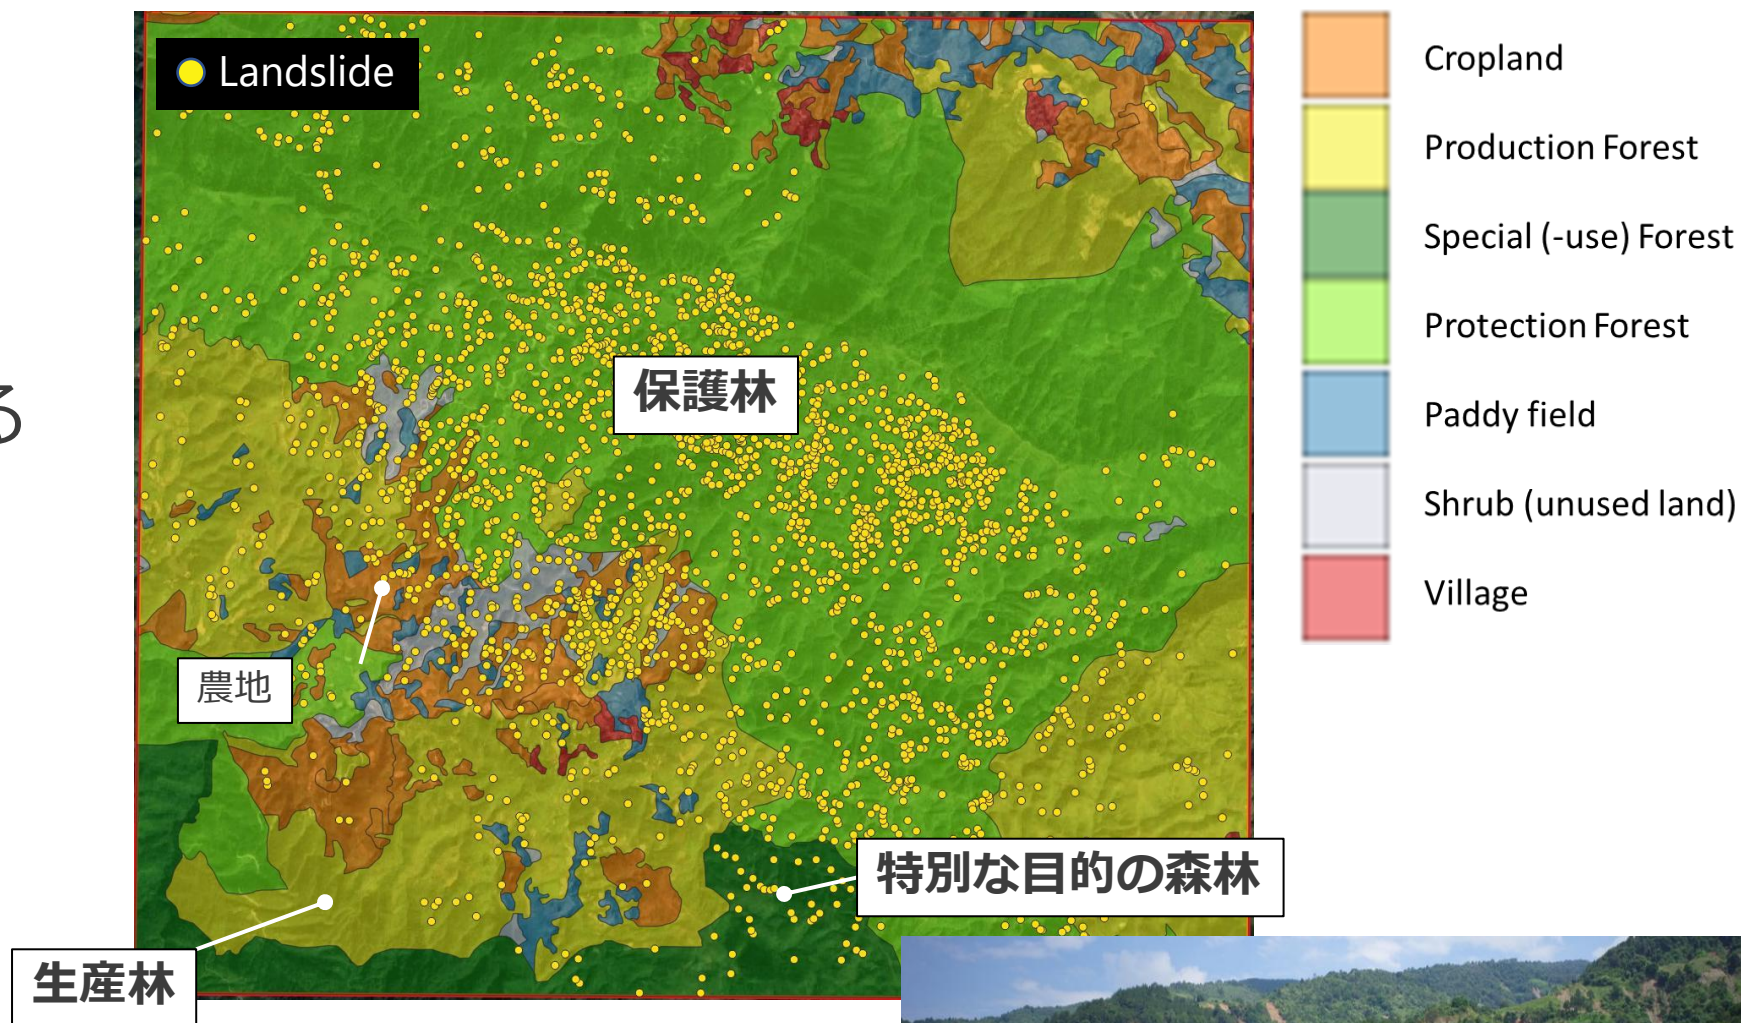 Landslide
る
保護林
農地
特別な目的の森林
生産林
Cropland
Production Forest
Special (-use) Forest
Protection Forest
Paddy field
Shrub (unused land)
Village